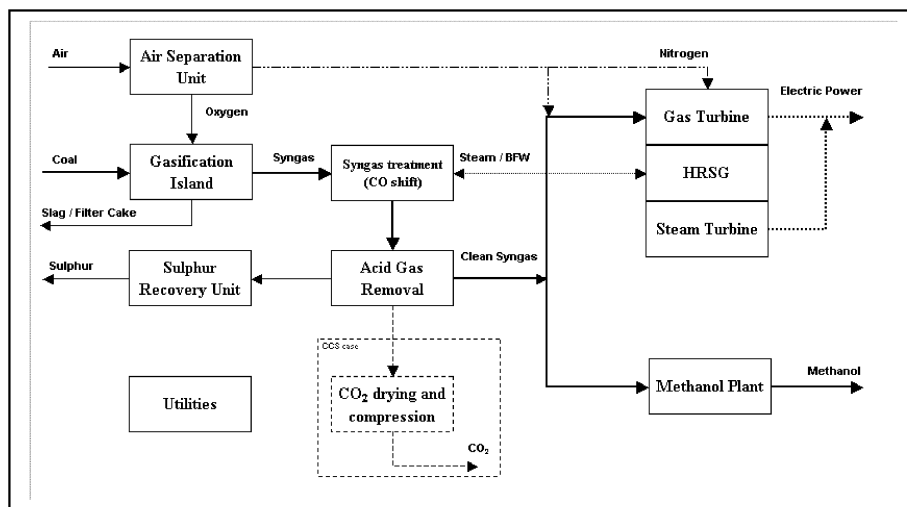 Air
Air Separation
Unit
Nitrogen
Electric Power
Oxygen
Gas Turbine
Coal
Gasification
Island
Syngas
Syngas treatment
(CO shift)
Steam / BFW
HRSG
Slag / Filter Cake
Steam Turbine
Sulphur
Sulphur
Recovery Unit
Acid Gas
Removal
Clean Syngas
CCS case
Utilities
CO₂ drying and
compression
CO₂
Methanol Plant
Methanol